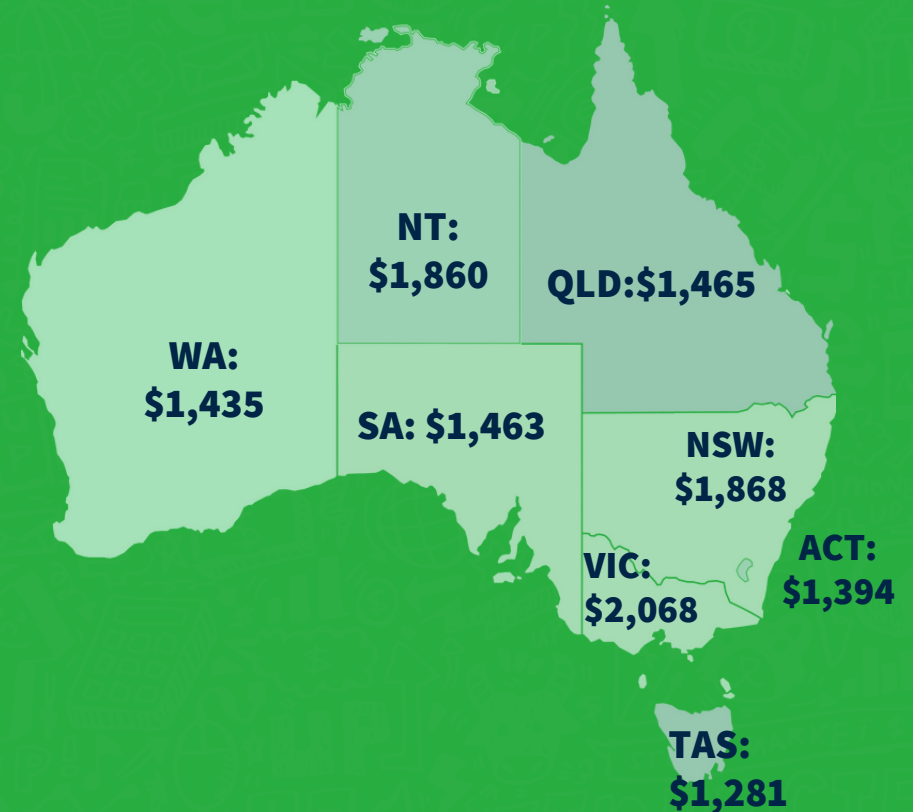 NT:
$1,860
QLD:$1,465
WA:
$1,435
SA: $1,463
NSW:
$1,868
ACT:
$1,394
VIC:
$2,068
TAS:
$1,281